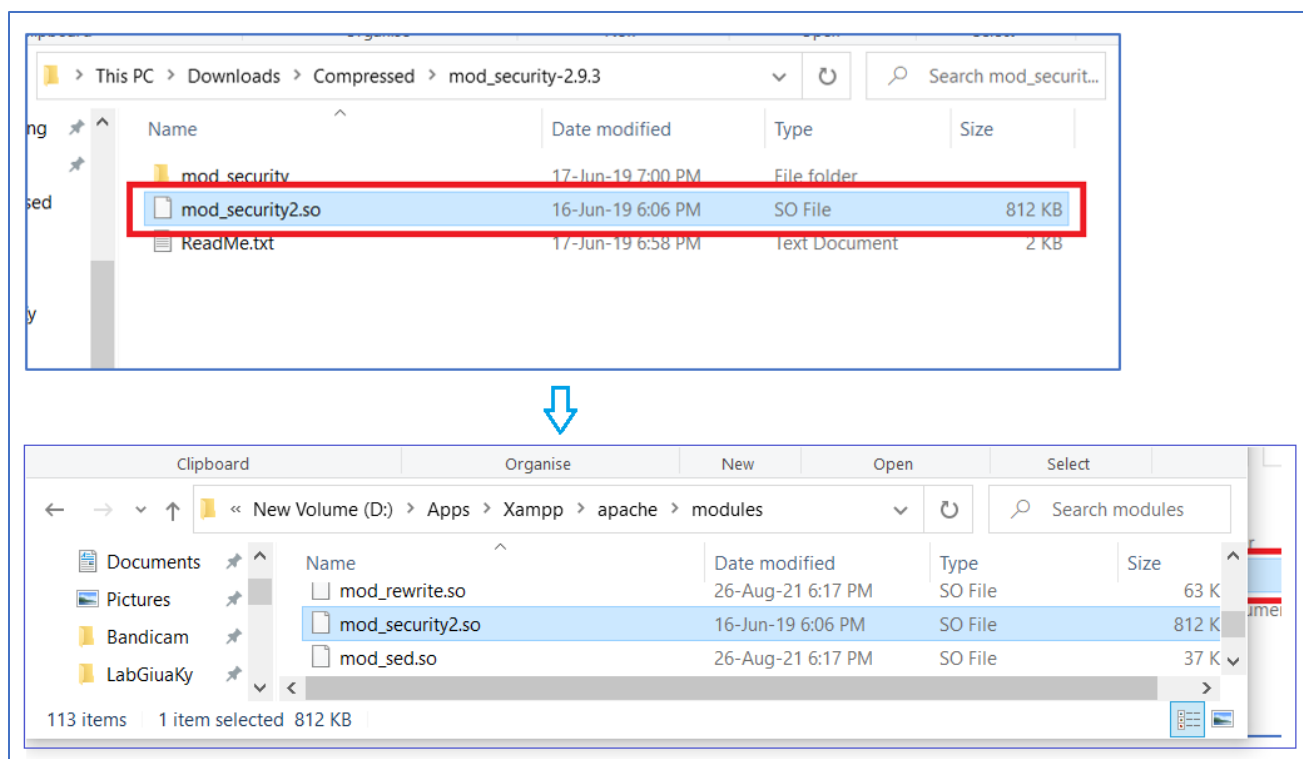 This PC > Downloads > Compressed > mod_security-2.9.3 Search mod_securit...
ng Name Date modified Type Size
mod_security 17-Jun-19 7:00 PM File folder
sed mod_security2.so 16-Jun-19 6:06 PM SO File 812 KB
ReadMe.txt 17-Jun-19 6:58 PM Text Document 2 KB
y
Clipboard Organise New Open Select
« New Volume (D:) > Apps > Xampp > apache > modules Search modules
Documents Name Date modified Type Size
Pictures mod_rewrite.so 26-Aug-21 6:17 PM SO File 63 K
mod_security2.so 16-Jun-19 6:06 PM SO File 812 K
Bandicam
LabGiuaKy mod_sed.so 26-Aug-21 6:17 PM SO File 37 K
113 items 1 item selected 812 KB